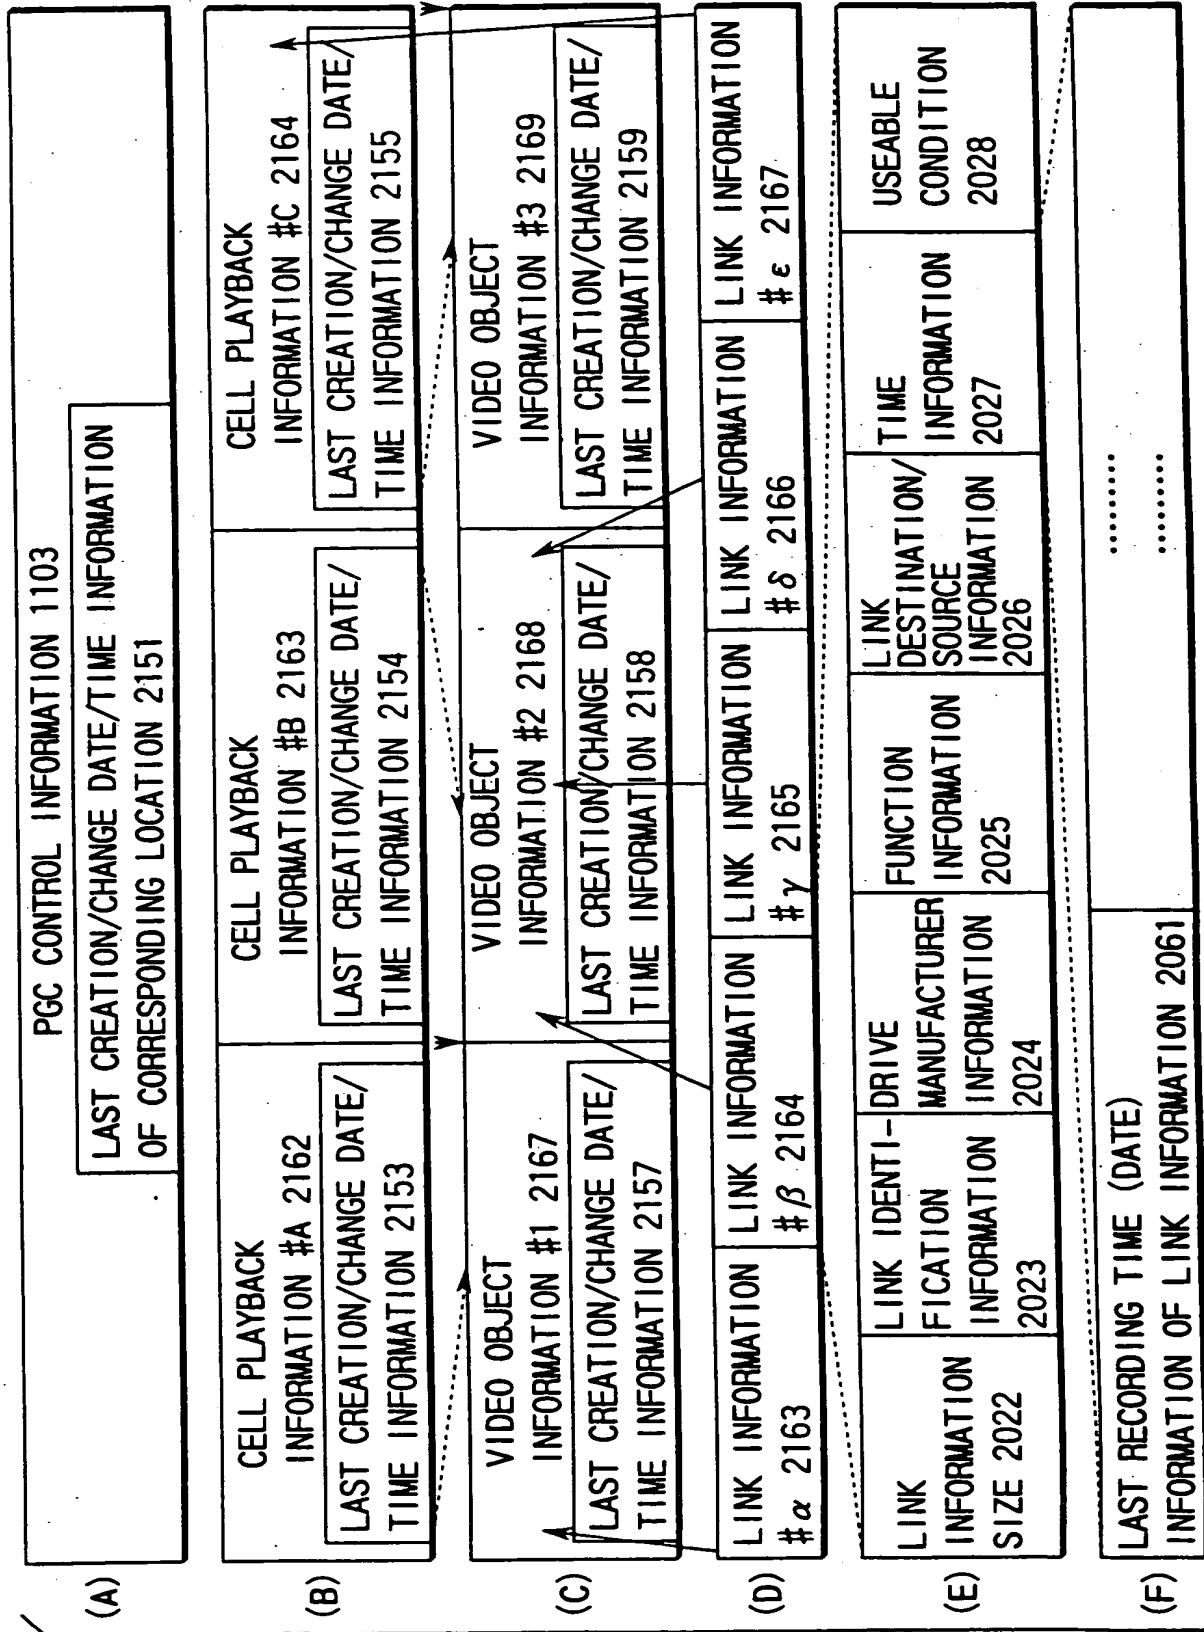 (A)
PGC CONTROL INFORMATION 1103
LAST CREATION/CHANGE DATE/TIME INFORMATION
OF CORRESPONDING LOCATION 2151
(B)
CELL PLAYBACK
INFORMATION #A 2162
LAST CREATION/CHANGE DATE/
TIME INFORMATION 2153
CELL PLAYBACK
INFORMATION #B 2163
LAST CREATION/CHANGE DATE/
TIME INFORMATION 2154
CELL PLAYBACK
INFORMATION #C 2164
LAST CREATION/CHANGE DATE/
TIME INFORMATION 2155
(C)
VIDEO OBJECT
INFORMATION #1 2167
LAST CREATION/CHANGE DATE/
TIME INFORMATION 2157
VIDEO OBJECT
INFORMATION #2 2168
LAST CREATION/CHANGE DATE/
TIME INFORMATION 2158
VIDEO OBJECT
INFORMATION #3 2169
LAST CREATION/CHANGE DATE/
TIME INFORMATION 2159
(D)
LINK INFORMATION
#α 2163
LINK INFORMATION
#β 2164
LINK INFORMATION
#γ 2165
LINK INFORMATION
#δ 2166
LINK INFORMATION
#ε 2167
(E)
LINK
INFORMATION
SIZE 2022
LINK IDENTI-
FICATION
INFORMATION
2023
DRIVE
MANUFACTURER
INFORMATION
2024
FUNCTION
INFORMATION
2025
LINK
DESTINATION/
SOURCE
INFORMATION
2026
TIME
INFORMATION
2027
USEABLE
CONDITION
2028
(F)
LAST RECORDING TIME (DATE)
INFORMATION OF LINK INFORMATION 2061
.........
.........